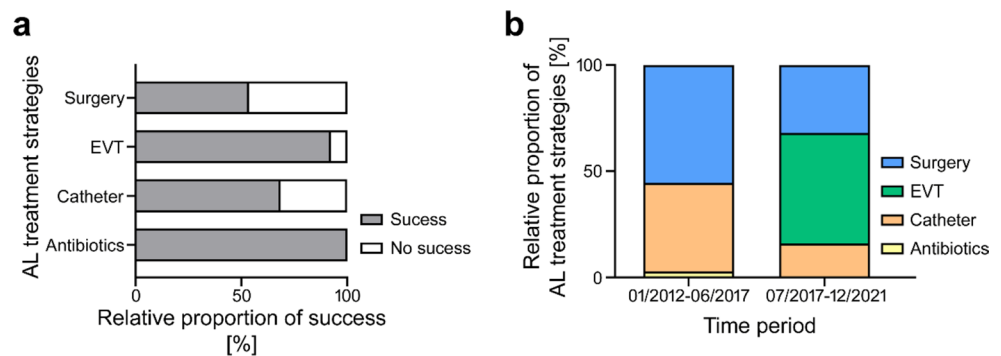 a
AL treatment strategies
Surgery
EVT
Catheter
Antibiotics
0 50 100
Relative proportion of success
[%]
Sucess
No sucess
b
Relative proportion of
AL treatment strategies [%]
100
50
0
01/2012-06/2017 07/2017-12/2021
Time period
Surgery
EVT
Catheter
Antibiotics